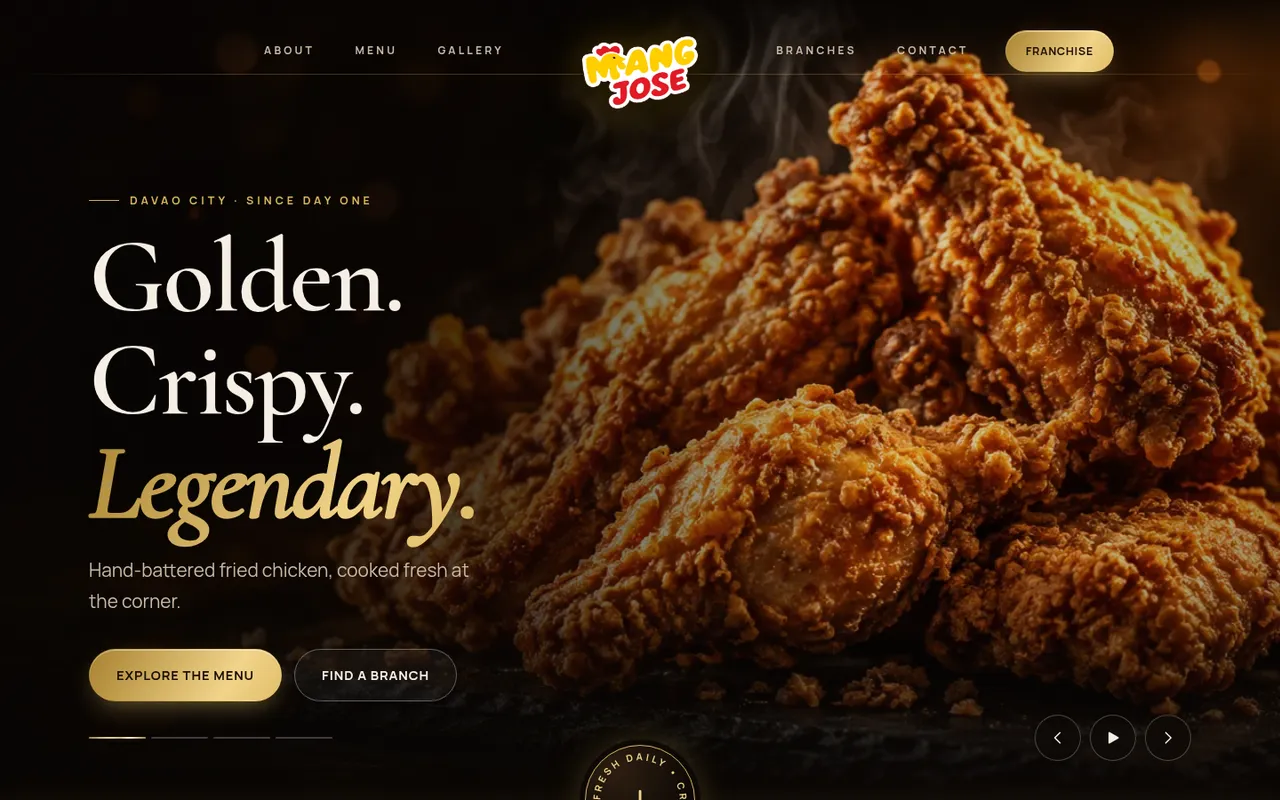 ABOUT
MENU
GALLERY
MANG
JOSE
BRANCHES
CONTACT
FRANCHISE
DAVAO CITY · SINCE DAY ONE
Golden.
Crispy.
Legendary.
Hand-battered fried chicken, cooked fresh at
the corner.
EXPLORE THE MENU
FIND A BRANCH
FRESH DAILY •